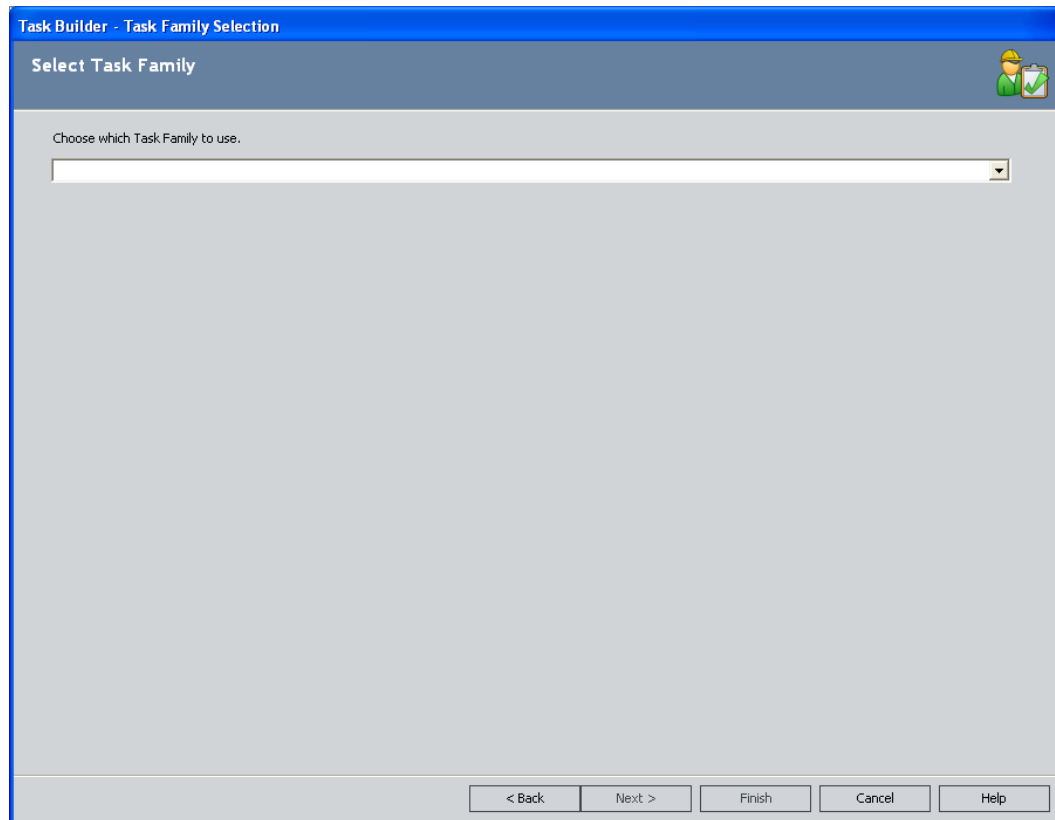 Task Builder - Task Family Selection
Select Task Family
Choose which Task Family to use.
< Back Next > Finish Cancel Help